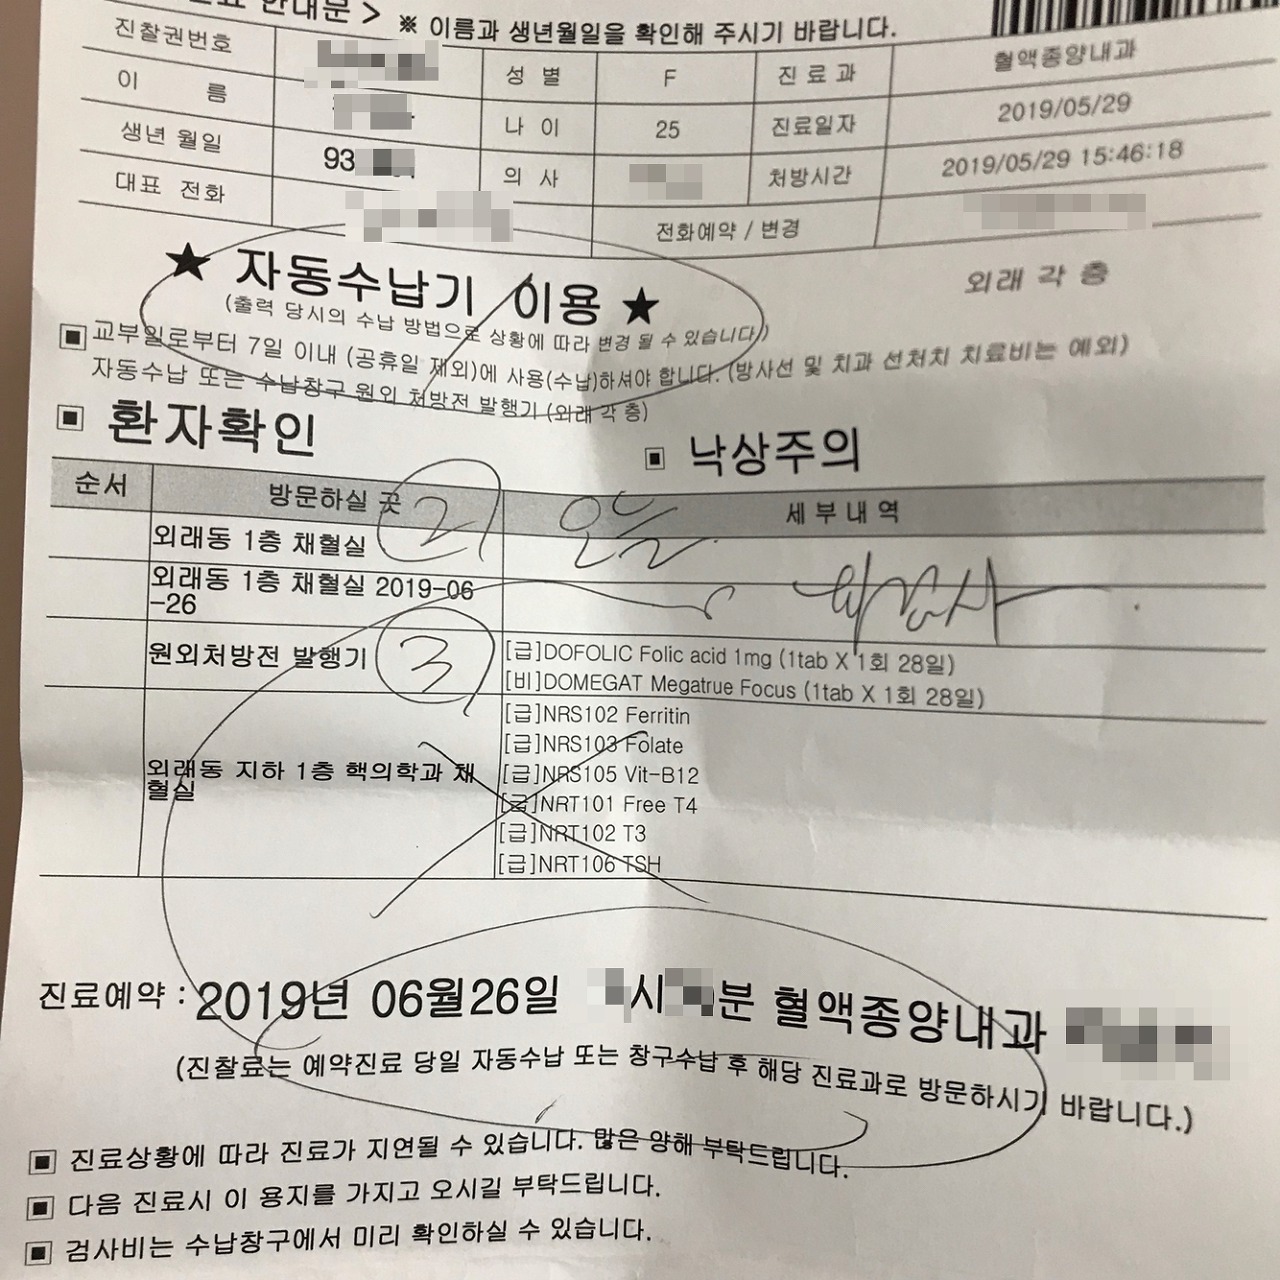 안내문 > ※ 이름과 생년월일을 확인해 주시기 바랍니다.
진찰권번호 성 별 F 진 료 과 혈액종양내과
이 름 나 이 25 진료일자 2019/05/29
생년 월일 93 의 사 처방시간 2019/05/29 15:46:18
대표 전화 전화예약 / 변경
★ 자동수납기 이용 ★ 외래 각 층
(출력 당시의 수납 방법으로 상황에 따라 변경 될 수 있습니다)
▣ 교부일로부터 7일 이내 (공휴일 제외)에 사용(수납)하셔야 합니다. (방사선 및 치과 선처치 치료비는 예외)
자동수납 또는 수납창구 원외 처방전 발행기 (외래 각 층)
▣ 환자확인 ▣ 낙상주의
순서 방문하실 곳 세 부 내 역
② 오늘
외래동 1층 채혈실
외래동 1층 채혈실 2019-06
-26
피검사
원외처방전 발행기 ③
[급]DOFOLIC Folic acid 1mg (1tab X 1회 28일)
[비]DOMEGAT Megatrue Focus (1tab X 1회 28일)
외래동 지하 1층 핵의학과 채
혈실
[급]NRS102 Ferritin
[급]NRS103 Folate
[급]NRS105 Vit-B12
[급]NRT101 Free T4
[급]NRT102 T3
[급]NRT106 TSH
진료예약 : 2019년 06월26일 시 분 혈액종양내과
(진찰료는 예약진료 당일 자동수납 또는 창구수납 후 해당 진료과로 방문하시기 바랍니다.)
▣ 진료상황에 따라 진료가 지연될 수 있습니다. 많은 양해 부탁드립니다.
▣ 다음 진료시 이 용지를 가지고 오시길 부탁드립니다.
▣ 검사비는 수납창구에서 미리 확인하실 수 있습니다.